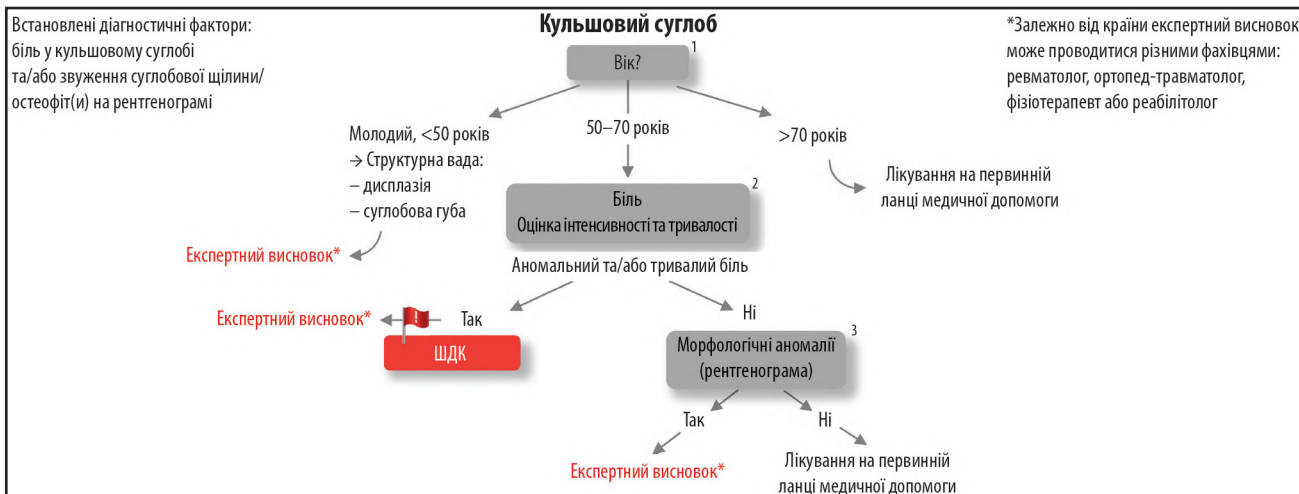 Встановлені діагностичні фактори:
біль у кульшовому суглобі
та/або звуження суглобової щілини/
остеофіт(и) на рентгенограмі
Кульшовий суглоб
*Залежно від країни експертний висновок
може проводитися різними фахівцями:
ревматолог, ортопед-травматолог,
фізіотерапевт або реабілітолог
Вік?
1
Молодий, <50 років
→ Структурна вада:
– дисплазія
– суглобова губа
50–70 років
>70 років
Експертний висновок*
Лікування на первинній
ланці медичної допомоги
Біль
2
Оцінка інтенсивності та тривалості
Аномальний та/або тривалий біль
Експертний висновок*
!
Так
ШДК
Ні
Морфологічні аномалії
3
(рентгенограма)
Так
Ні
Експертний висновок*
Лікування на первинній
ланці медичної допомоги